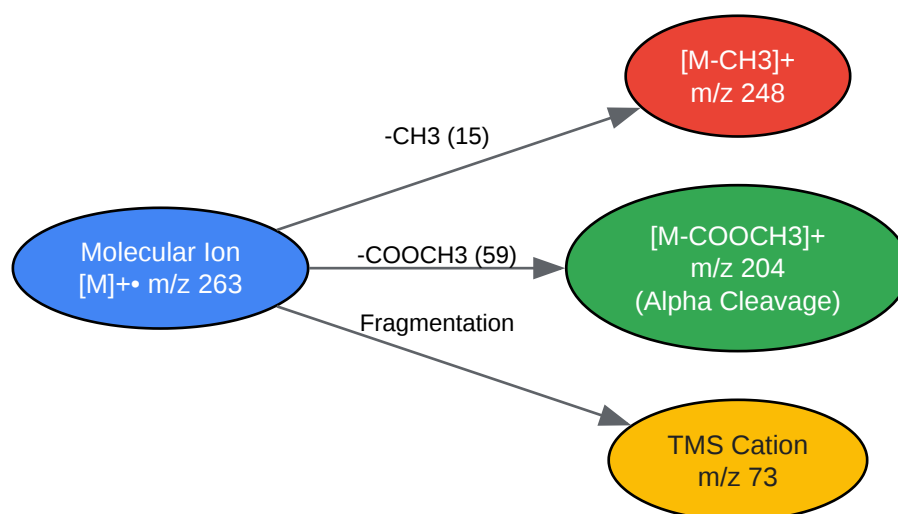 [M-CH3]+
m/z 248
-CH3 (15)
Molecular Ion
[M]+• m/z 263
-COOCH3 (59)
[M-COOCH3]+
m/z 204
(Alpha Cleavage)
Fragmentation
TMS Cation
m/z 73